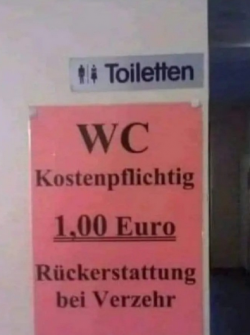 Toiletten
WC
Kostenpflichtig
1,00 Euro
Rückerstattung
bei Verzehr